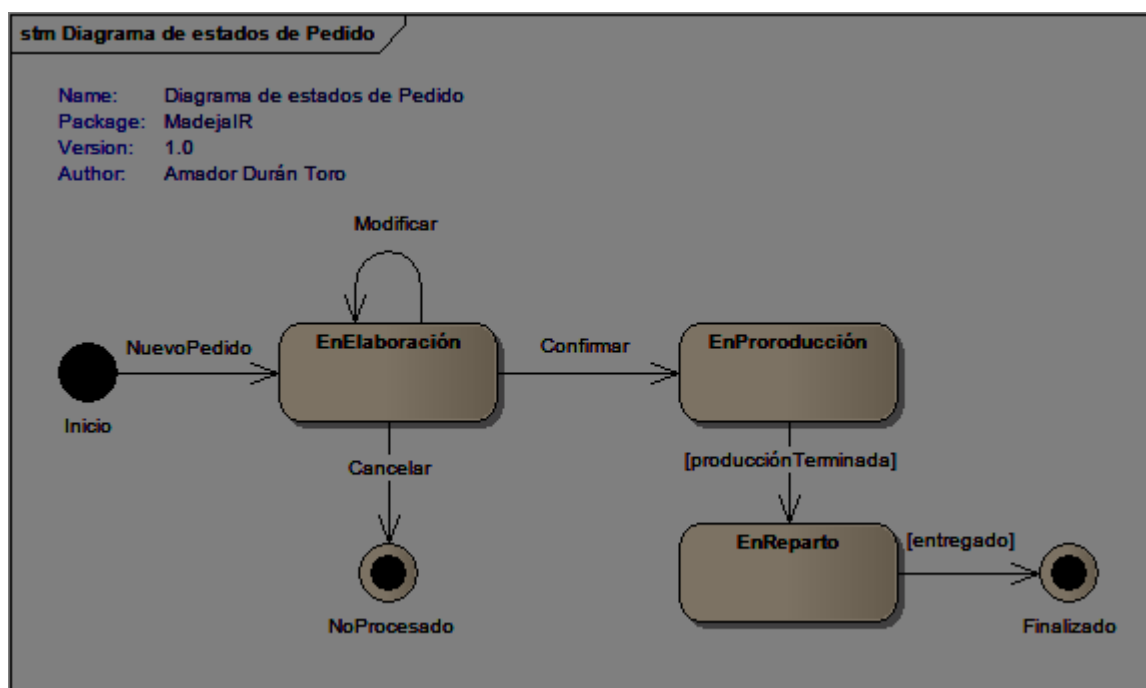 stm Diagrama de estados de Pedido
Name: Diagrama de estados de Pedido
Package: MadejaIR
Version: 1.0
Author: Amador Durán Toro
Modificar
NuevoPedido
EnElaboración
Confirmar
EnProroducción
Inicio
Cancelar
[producciónTerminada]
EnReparto
[entregado]
NoProcesado
Finalizado